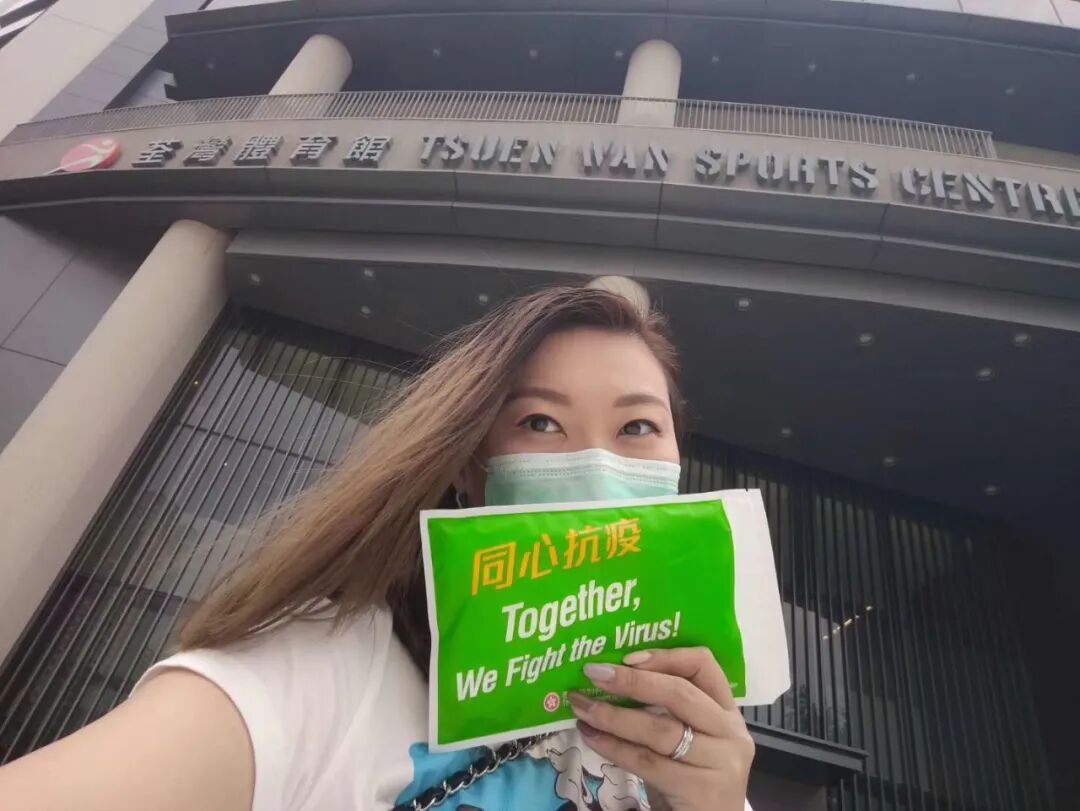 荃灣體育館 TSUEN WAN SPORTS CENTRE
同心抗疫
Together,
We Fight the Virus!